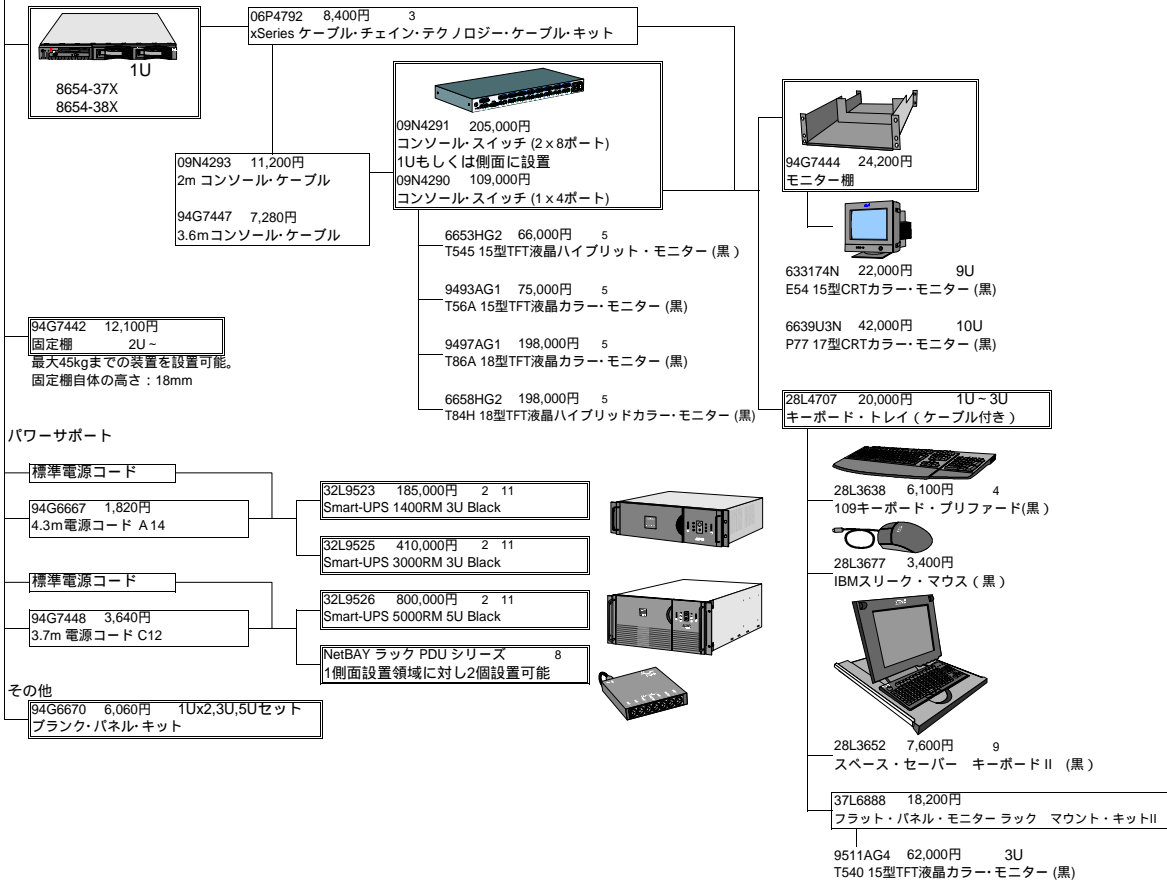 06P4792 8,400円 3
xSeries ケーブル・チェイン・テクノロジー・ケーブル・キット
1U
8654-37X
8654-38X
09N4291 205,000円
コンソール・スイッチ (2 x 8ポート)
1Uもしくは側面に設置
09N4290 109,000円
コンソール・スイッチ (1 x 4ポート)
94G7444 24,200円
モニター棚
09N4293 11,200円
2m コンソール・ケーブル
94G7447 7,280円
3.6mコンソール・ケーブル
6653HG2 66,000円 5
T545 15型TFT液晶ハイブリット・モニター (黒 )
9493AG1 75,000円 5
T56A 15型TFT液晶カラー・モニター (黒)
9497AG1 198,000円 5
T86A 18型TFT液晶カラー・モニター (黒)
6658HG2 198,000円 5
T84H 18型TFT液晶ハイブリッドカラー・モニター (黒)
633174N 22,000円 9U
E54 15型CRTカラー・モニター (黒)
6639U3N 42,000円 10U
P77 17型CRTカラー・モニター (黒)
94G7442 12,100円
固定棚 2U ~
最大45kgまでの装置を設置可能。
固定棚自体の高さ : 18mm
28L4707 20,000円 1U ~ 3U
キーボード・トレイ ( ケーブル付き )
パワーサポート
標準電源コード
94G6667 1,820円
4.3m電源コード A 14
標準電源コード
94G7448 3,640円
3.7m 電源コード C12
32L9523 185,000円 2 11
Smart-UPS 1400RM 3U Black
32L9525 410,000円 2 11
Smart-UPS 3000RM 3U Black
32L9526 800,000円 2 11
Smart-UPS 5000RM 5U Black
NetBAY ラック PDU シリーズ 8
1側面設置領域に対し2個設置可能
28L3638 6,100円 4
109キーボード・プリファード(黒 )
28L3677 3,400円
IBMスリーク・マウス ( 黒 )
28L3652 7,600円 9
スペース・セーバー キーボード II (黒 )
37L6888 18,200円
フラット・パネル・モニター ラック マウント・キットII
9511AG4 62,000円 3U
T540 15型TFT液晶カラー・モニター (黒)
その他
94G6670 6,060円 1Ux2,3U,5Uセット
ブランク・パネル・キット